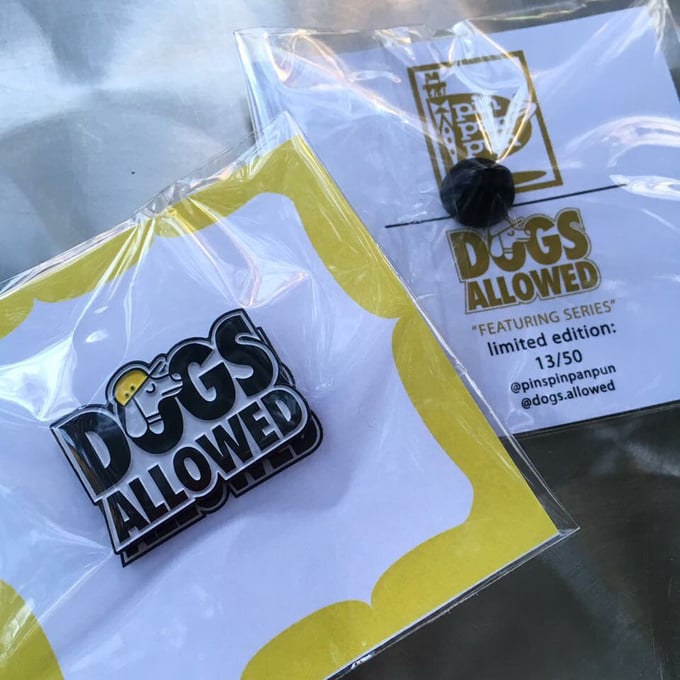 DOGS
ALLOWED
DOGS
ALLOWED
"FEATURING SERIES"
limited edition:
13/50
@pinspinpanpun
@dogs.allowed